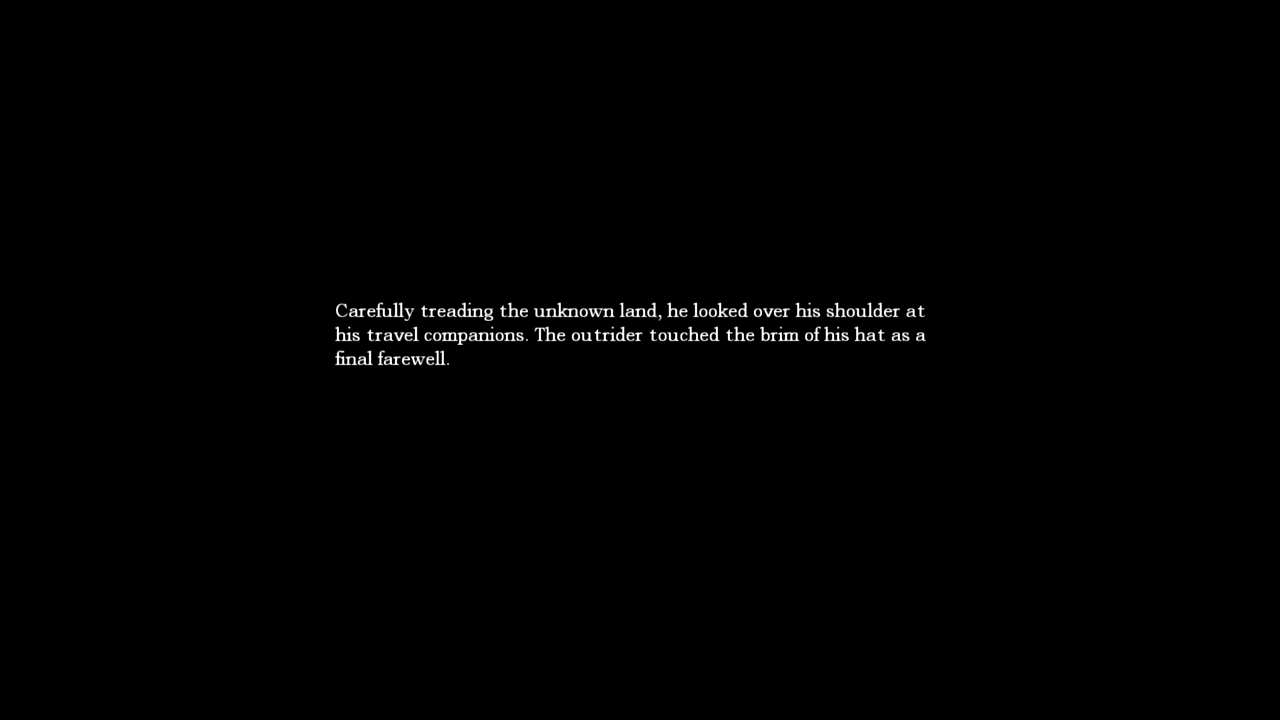 Carefully treading the unknown land, he looked over his shoulder at
his travel companions. The outrider touched the brim of his hat as a
final farewell.